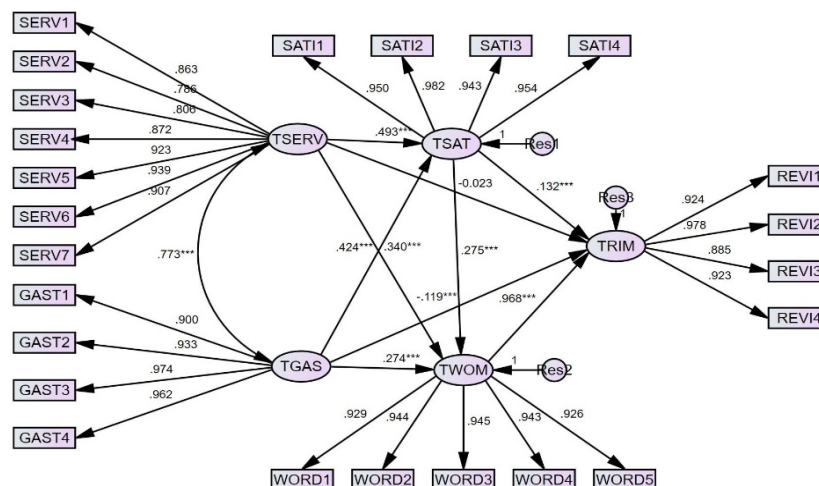 SERV1
SERV2
SERV3
SERV4
SERV5
SERV6
SERV7
GAST1
GAST2
GAST3
GAST4
.863
.786
.806
.872
923
.939
.907
.773***
.900
.933
.974
.962
TSERV
TGAS
SATI1
SATI2
SATI3
SATI4
.950
.982
.943
.954
.493***
TSAT
1
Res1
-0.023
.132***
Res3
1
TRIM
.424***
.340***
.275***
-.119***
.968***
.274***
TWOM
1
Res2
.924
.978
.885
.923
REVI1
REVI2
REVI3
REVI4
.929
.944
.945
.943
.926
WORD1
WORD2
WORD3
WORD4
WORD5